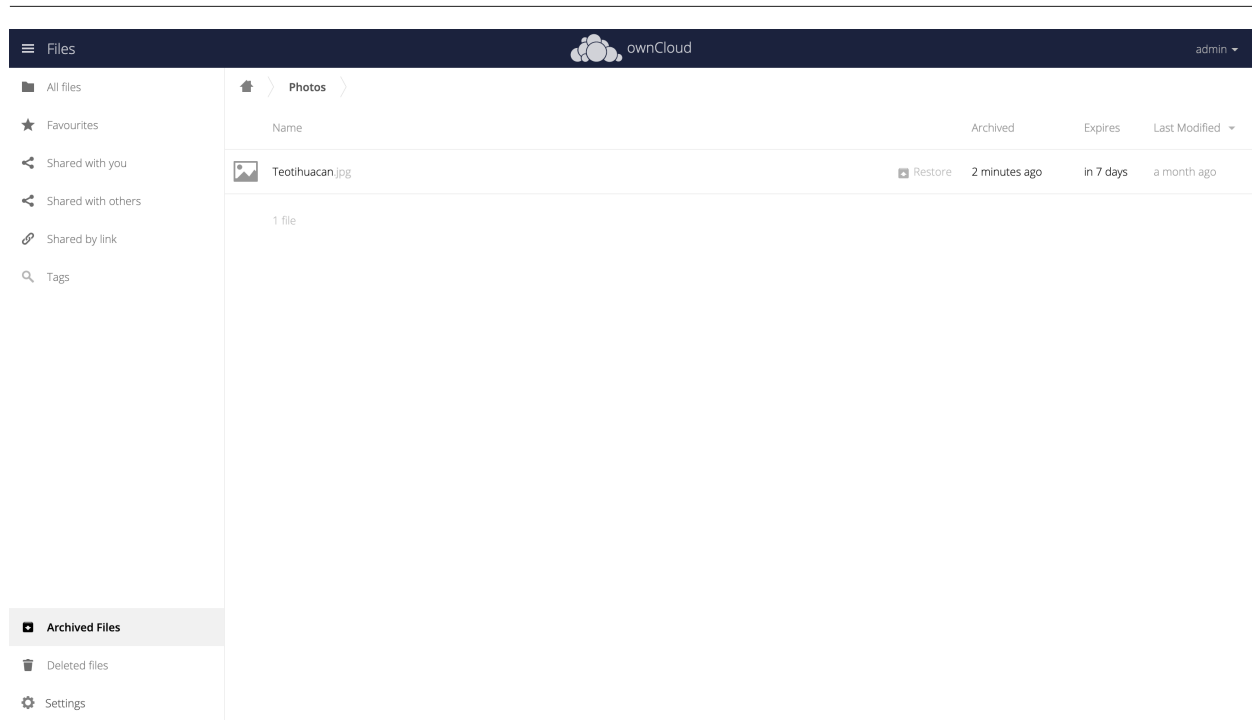 Files
ownCloud
admin
All files
Favourites
Shared with you
Shared with others
Shared by link
Tags
Photos
Name Archived Expires Last Modified
Teotihuacan.jpg Restore 2 minutes ago in 7 days a month ago
1 file
Archived Files
Deleted files
Settings